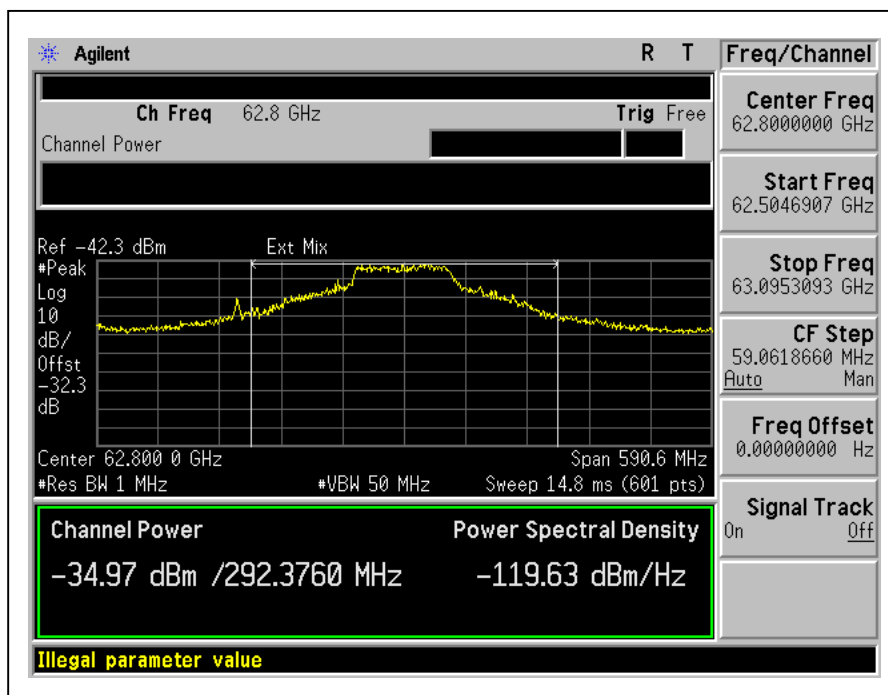 Agilent R T Freq/Channel
Ch Freq 62.8 GHz Trig Free
Channel Power
Ref -42.3 dBm Ext Mix
#Peak
Log
10
dB/
Offst
-32.3
dB
Center 62.800 0 GHz Span 590.6 MHz
#Res BW 1 MHz #VBW 50 MHz Sweep 14.8 ms (601 pts)
Channel Power Power Spectral Density
-34.97 dBm /292.3760 MHz -119.63 dBm/Hz
Illegal parameter value
Center Freq
62.8000000 GHz
Start Freq
62.5046907 GHz
Stop Freq
63.0953093 GHz
CF Step
59.0618660 MHz
Auto Man
Freq Offset
0.00000000 Hz
Signal Track
On Off